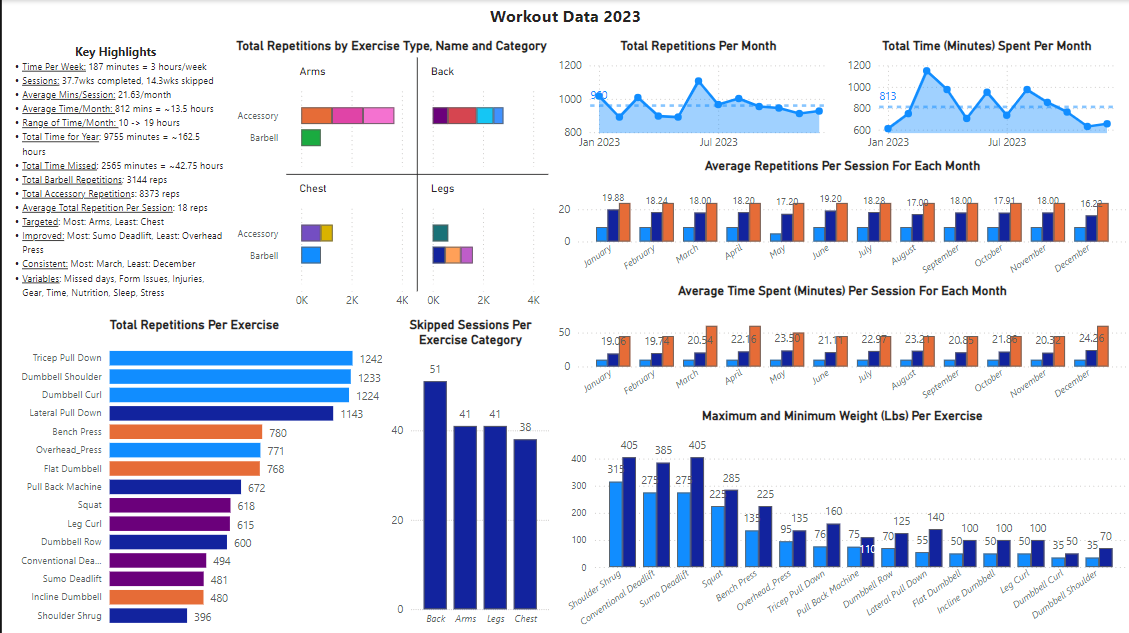 Workout Data 2023
Key Highlights
• Time Per Week: 187 minutes = 3 hours/week
• Sessions: 37.7wks completed, 14.3wks skipped
• Average Mins/Session: 21.63/month
• Average Time/Month: 812 mins = ~13.5 hours
• Range of Time/Month: 10 -> 19 hours
• Total Time for Year: 9755 minutes = ~162.5
hours
• Total Time Missed: 2565 minutes = ~42.75 hours
• Total Barbell Repetitions: 3144 reps
• Total Accessory Repetitions: 8373 reps
• Average Total Repetition Per Session: 18 reps
• Targeted: Most: Arms, Least: Chest
• Improved: Most: Sumo Deadlift, Least: Overhead
Press
• Consistent: Most: March, Least: December
• Variables: Missed days, Form Issues, Injuries,
Gear, Time, Nutrition, Sleep, Stress
Total Repetitions by Exercise Type, Name and Category
Arms Back
Accessory
Barbell
Chest Legs
Accessory
Barbell
0K 2K 4K 0K 2K 4K
Total Repetitions Per Month
1200
1000
800
960
Jan 2023 Jul 2023
Total Time (Minutes) Spent Per Month
1200
1000
800
600
813
Jan 2023 Jul 2023
Average Repetitions Per Session For Each Month
20
0
19.88 18.24 18.00 18.20 17.20 19.20 18.28 17.00 18.00 17.91 18.00 16.22
January February March April May June July August September October November December
Average Time Spent (Minutes) Per Session For Each Month
50
0
19.06 19.74 20.54 22.16 23.50 21.11 22.97 23.21 20.85 21.86 20.32 24.26
January February March April May June July August September October November December
Total Repetitions Per Exercise
Tricep Pull Down 1242
Dumbbell Shoulder 1233
Dumbbell Curl 1224
Lateral Pull Down 1143
Bench Press 780
Overhead_Press 771
Flat Dumbbell 768
Pull Back Machine 672
Squat 618
Leg Curl 615
Dumbbell Row 600
Conventional Dea... 494
Sumo Deadlift 481
Incline Dumbbell 480
Shoulder Shrug 396
Skipped Sessions Per
Exercise Category
40
20
0
51 41 41 38
Back Arms Legs Chest
Maximum and Minimum Weight (Lbs) Per Exercise
400
300
200
100
0
315 405 275 385 275 405 225 285 135 225 95 135 76 160 75 110 70 125 55 140 50 100 50 100 50 100 35 50 35 70
Shoulder Shrug Conventional Deadlift Sumo Deadlift Squat Bench Press Overhead_Press Tricep Pull Down Pull Back Machine Dumbbell Row Lateral Pull Down Flat Dumbbell Incline Dumbbell Leg Curl Dumbbell Curl Dumbbell Shoulder